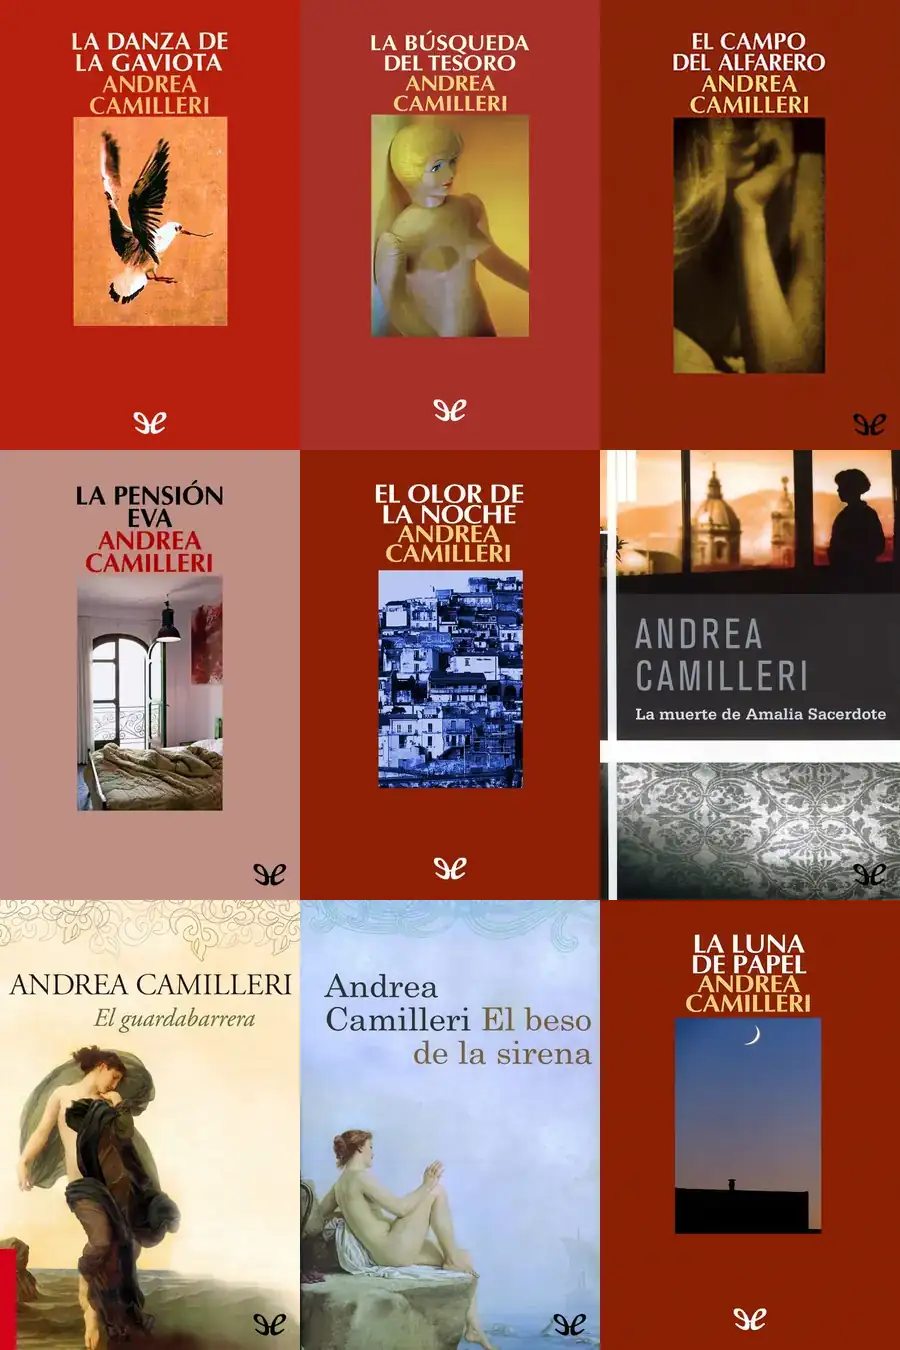 LA DANZA DE
LA GAVIOTA
ANDREA
CAMILLERI
LA BÚSQUEDA
DEL TESORO
ANDREA
CAMILLERI
EL CAMPO
DEL ALFARERO
ANDREA
CAMILLERI
LA PENSIÓN
EVA
ANDREA
CAMILLERI
EL OLOR DE
LA NOCHE
ANDREA
CAMILLERI
ANDREA
CAMILLERI
La muerte de Amalia Sacerdote
ANDREA CAMILLERI
El guardabarrera
Andrea
Camilleri El beso
de la sirena
LA LUNA
DE PAPEL
ANDREA
CAMILLERI